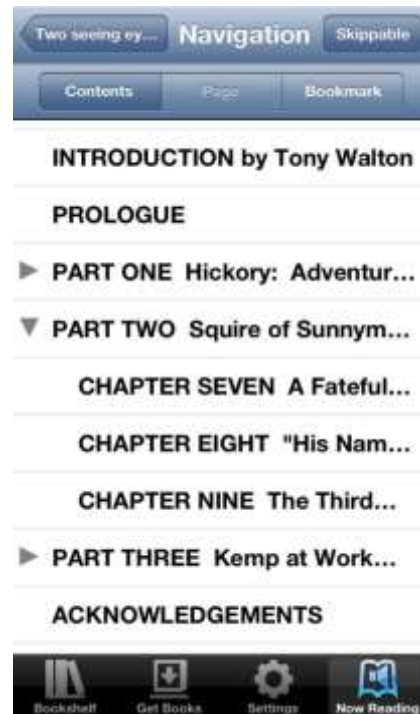 Two seeing ey... Navigation Skippable
Contents Page Bookmark
INTRODUCTION by Tony Walton
PROLOGUE
PART ONE Hickory: Adventur...
PART TWO Squire of Sunnym...
CHAPTER SEVEN A Fateful...
CHAPTER EIGHT "His Nam...
CHAPTER NINE The Third...
PART THREE Kemp at Work...
ACKNOWLEDGEMENTS
Bookshelf Get Books Settings Now Reading